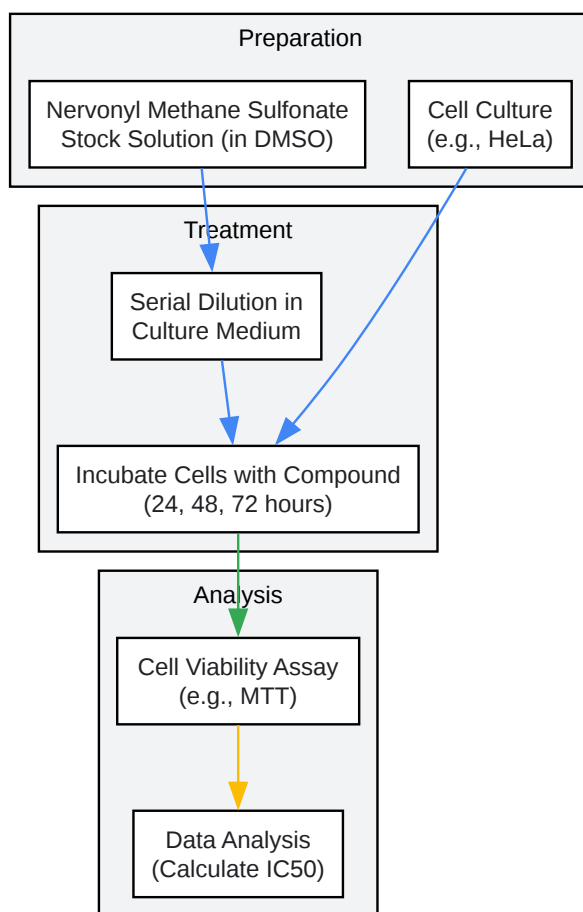 Preparation
Nervonyl Methane Sulfonate
Stock Solution (in DMSO)
Cell Culture
(e.g., HeLa)
Treatment
Serial Dilution in
Culture Medium
Incubate Cells with Compound
(24, 48, 72 hours)
Analysis
Cell Viability Assay
(e.g., MTT)
Data Analysis
(Calculate IC50)